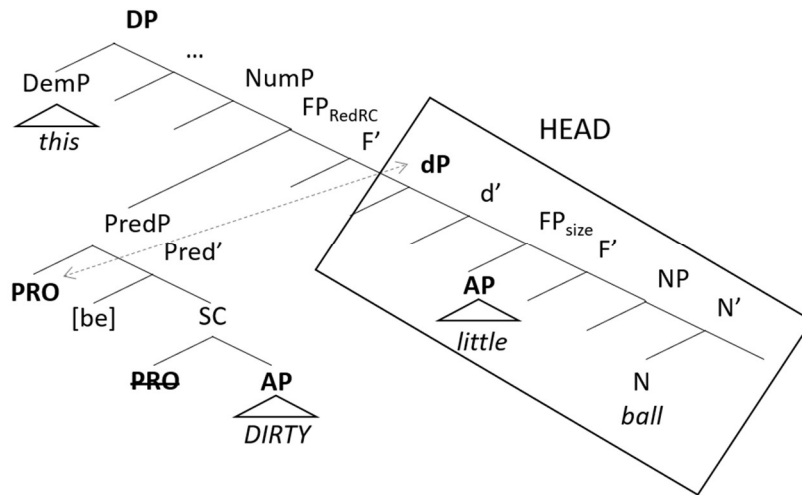 DP
...
DemP
NumP
this
FP_RedRC
F’
HEAD
dP
d’
PredP
FP_size
Pred’
F’
PRO
AP
NP
[be]
SC
N’
little
PRO
AP
N
DIRTY
ball